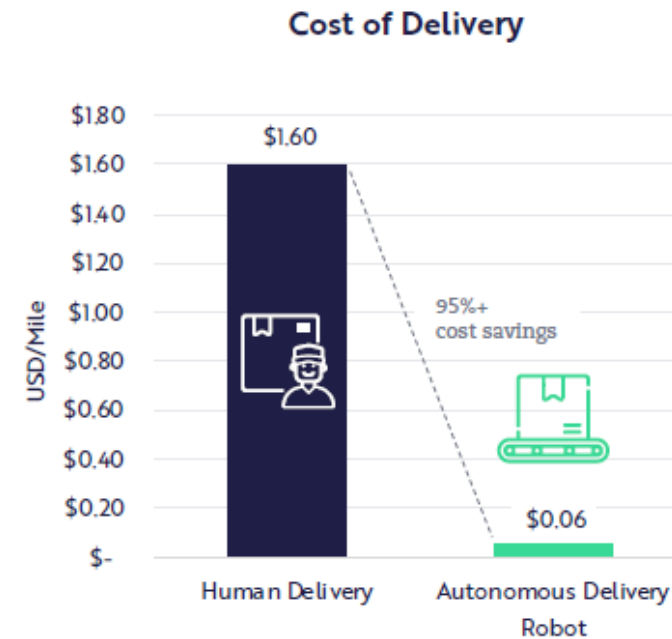 Cost of Delivery
$1.80
$1.60
$1.60
$1.40
$1.20
$1.00
$0.80
$0.60
$0.40
$0.20
$-
USD/Mile
95%+
cost savings
$0.06
Human Delivery
Autonomous Delivery
Robot